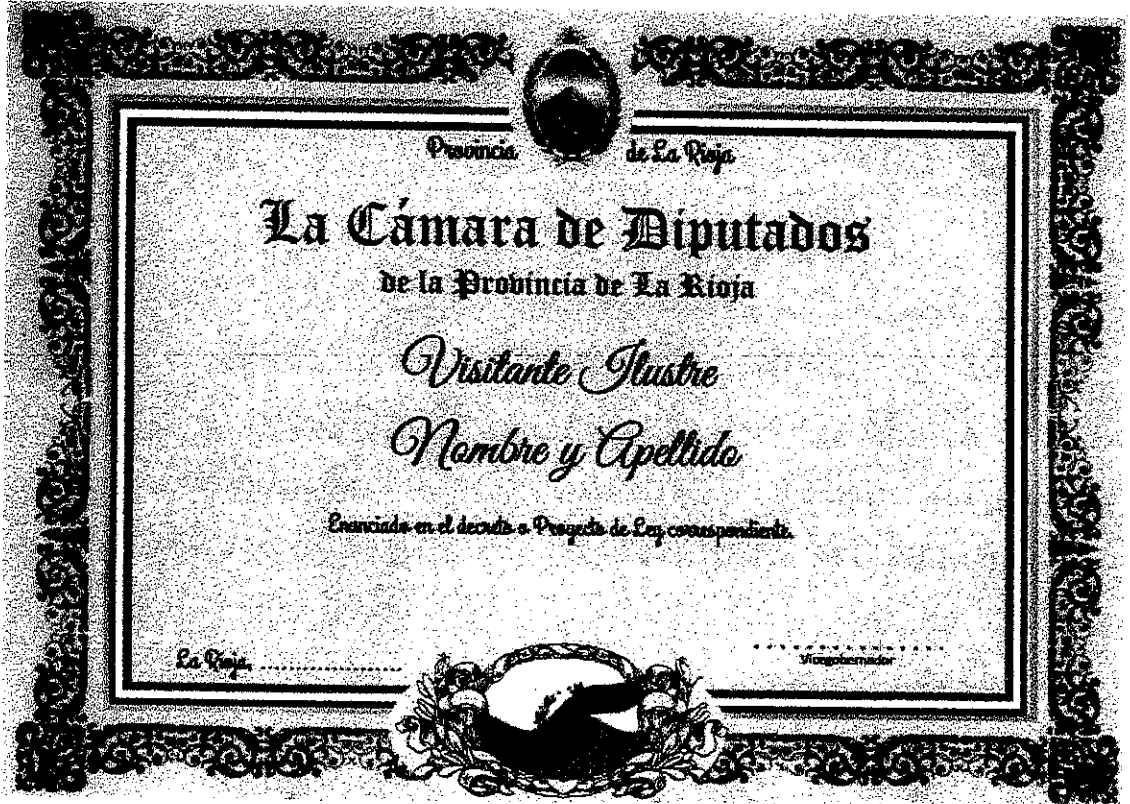 Provincia de La Rioja
La Cámara de Diputados
de la Provincia de La Rioja
Visitante Ilustre
Nombre y Apellido
Enunciado en el decreto o Proyecto de Ley correspondiente.
La Rioja, ....................
Vicegobernador